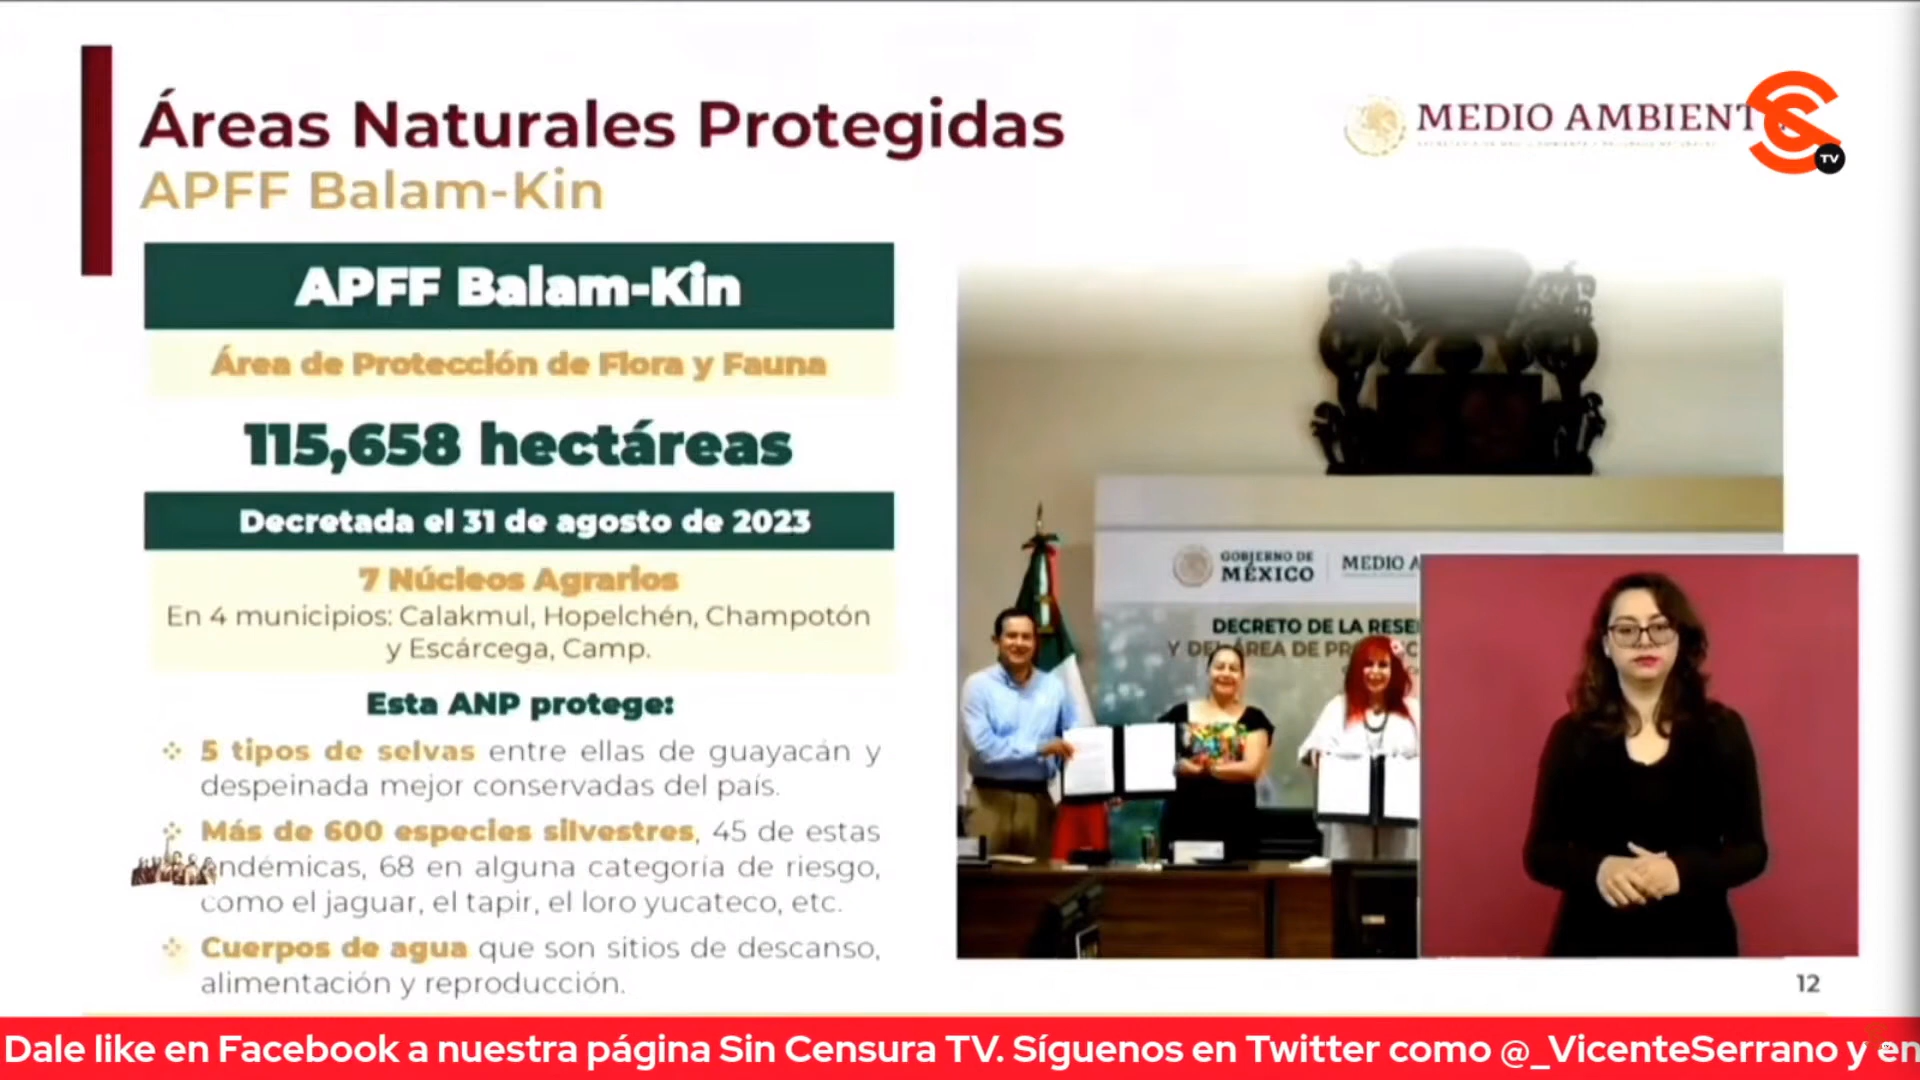 Áreas Naturales Protegidas
APFF Balam-Kin
MEDIO AMBIENT
TV
APFF Balam-Kin
Área de Protección de Flora y Fauna
115,658 hectáreas
Decretada el 31 de agosto de 2023
7 Núcleos Agrarios
En 4 municipios: Calakmul, Hopelchén, Champotón
y Escárcega, Camp.
Esta ANP protege:
5 tipos de selvas entre ellas de guayacán y
despeinada mejor conservadas del país.
Más de 600 especies silvestres, 45 de estas
endémicas, 68 en alguna categoría de riesgo,
como el jaguar, el tapir, el loro yucateco, etc.
Cuerpos de agua que son sitios de descanso,
alimentación y reproducción.
GOBIERNO DE
MÉXICO
MEDIO A
DECRETO DE LA RESE
Y DEL ÁREA DE PR
12
Dale like en Facebook a nuestra página Sin Censura TV. Síguenos en Twitter como @_VicenteSerrano y en